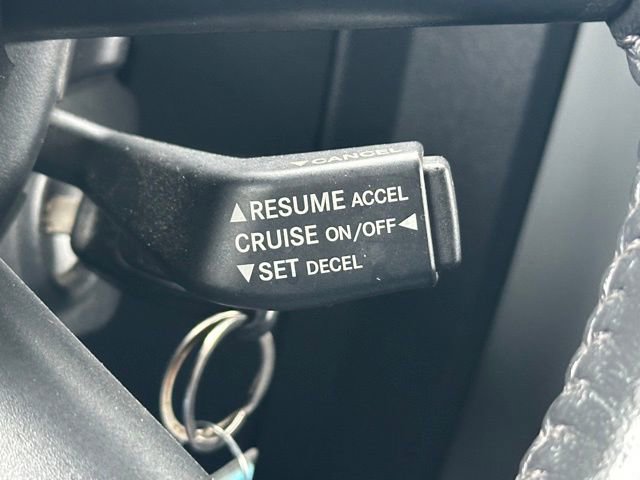 ▼CANCEL
▲RESUME ACCEL
CRUISE ON/OFF◀
▼SET DECEL